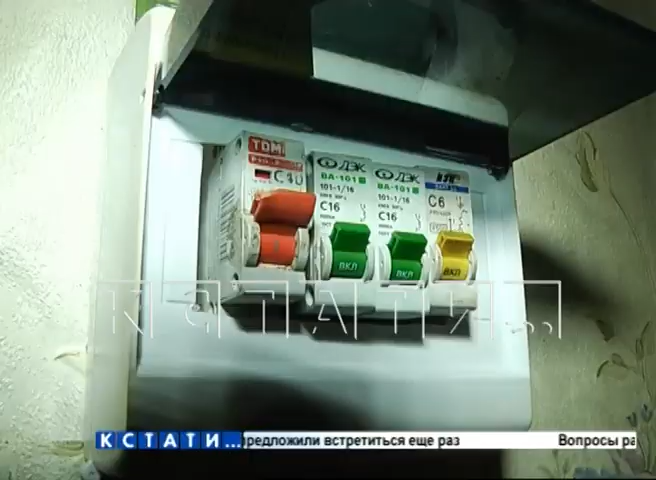 TDM
C40
ДЭК
ВА-101
101-1/16
C16
ВКЛ
ДЭК
ВА-101
101-1/16
C16
ВКЛ
C6
ВКЛ
КСТАТИ...
КСТАТИ... предложили встретиться еще раз Вопросы ра